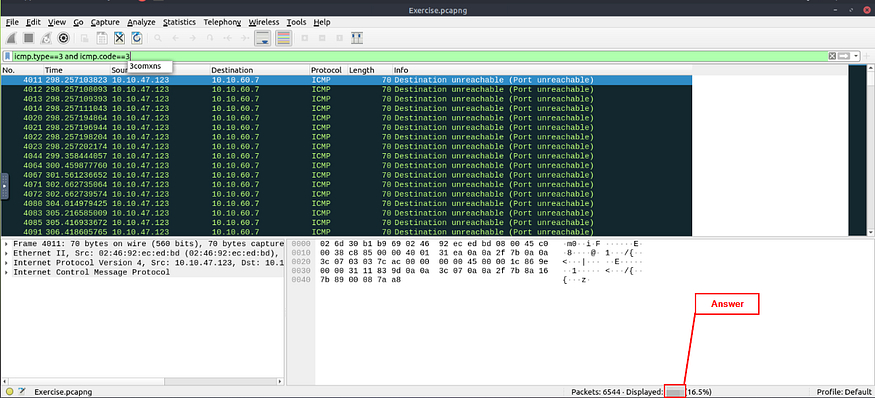 Exercise.pcapng
File Edit View Go Capture Analyze Statistics Telephony Wireless Tools Help
icmp.type==3 and icmp.code==3
3comxns
No. Time Destination Protocol Length Info
4011 298.257103823 10.10.47.123 10.10.60.7 ICMP 70 Destination unreachable (Port unreachable)
4012 298.257108093 10.10.47.123 10.10.60.7 ICMP 70 Destination unreachable (Port unreachable)
4013 298.257109393 10.10.47.123 10.10.60.7 ICMP 70 Destination unreachable (Port unreachable)
4014 298.257111043 10.10.47.123 10.10.60.7 ICMP 70 Destination unreachable (Port unreachable)
4020 298.257194864 10.10.47.123 10.10.60.7 ICMP 70 Destination unreachable (Port unreachable)
4021 298.257196944 10.10.47.123 10.10.60.7 ICMP 70 Destination unreachable (Port unreachable)
4022 298.257198204 10.10.47.123 10.10.60.7 ICMP 70 Destination unreachable (Port unreachable)
4023 298.257202174 10.10.47.123 10.10.60.7 ICMP 70 Destination unreachable (Port unreachable)
4044 299.358444057 10.10.47.123 10.10.60.7 ICMP 70 Destination unreachable (Port unreachable)
4064 300.459877760 10.10.47.123 10.10.60.7 ICMP 70 Destination unreachable (Port unreachable)
4067 301.561236652 10.10.47.123 10.10.60.7 ICMP 70 Destination unreachable (Port unreachable)
4071 302.662735064 10.10.47.123 10.10.60.7 ICMP 70 Destination unreachable (Port unreachable)
4072 302.662739574 10.10.47.123 10.10.60.7 ICMP 70 Destination unreachable (Port unreachable)
4080 304.014979425 10.10.47.123 10.10.60.7 ICMP 70 Destination unreachable (Port unreachable)
4083 305.216585009 10.10.47.123 10.10.60.7 ICMP 70 Destination unreachable (Port unreachable)
4085 305.416933672 10.10.47.123 10.10.60.7 ICMP 70 Destination unreachable (Port unreachable)
4091 306.418605765 10.10.47.123 10.10.60.7 ICMP 70 Destination unreachable (Port unreachable)
Frame 4011: 70 bytes on wire (560 bits), 70 bytes capture
Ethernet II, Src: 02:46:92:ec:ed:bd (02:46:92:ec:ed:bd),
Internet Protocol Version 4, Src: 10.10.47.123, Dst: 10.1
Internet Control Message Protocol
0000 02 6d 30 b1 b9 69 02 46 92 ec ed bd 08 00 45 c0 ·m0··i·F ······E·
0010 00 38 c8 85 00 00 40 01 31 ea 0a 0a 2f 7b 0a 0a ·8····@· 1···/{··
0020 3c 07 03 03 7c ac 00 00 00 00 45 00 00 1c 86 9e <···|··· ··E·····
0030 00 00 31 11 83 9d 0a 0a 3c 07 0a 0a 2f 7b 8a 16 ··1····· <···/{··
0040 7b 89 00 08 7a a8 {···z·
Answer
Exercise.pcapng Packets: 6544 · Displayed: (16.5%) Profile: Default